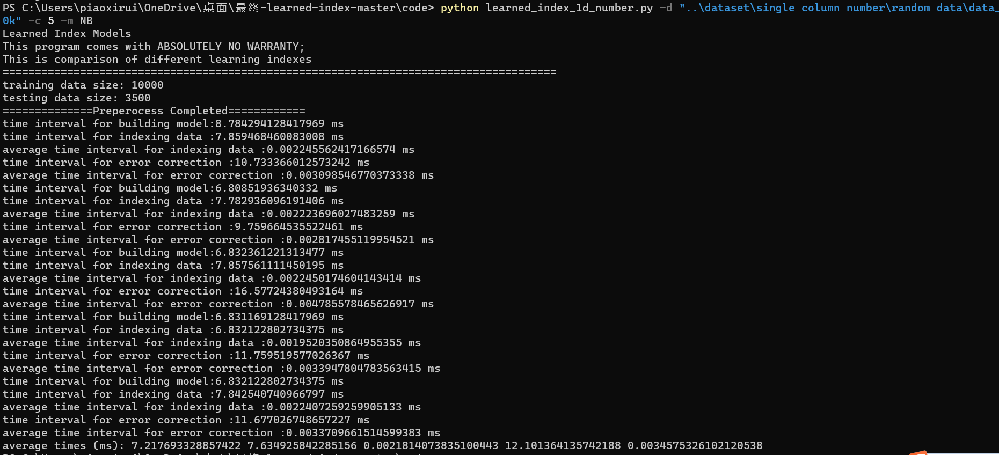 PS C:\Users\piaoxirui\OneDrive\桌面\最终-learned-index-master\code> python learned_index_1d_number.py -d "..\dataset\single column number\random data\data_
0k" -c 5 -m NB
Learned Index Models
This program comes with ABSOLUTELY NO WARRANTY;
This is comparison of different learning indexes
======================================================================================
training data size: 10000
testing data size: 3500
==============Preperocess Completed============
time interval for building model:8.784294128417969 ms
time interval for indexing data :7.859468460083008 ms
average time interval for indexing data :0.002245562417166574 ms
time interval for error correction :10.733366012573242 ms
average time interval for error correction :0.003098546770373338 ms
time interval for building model:6.80851936340332 ms
time interval for indexing data :7.782936096191406 ms
average time interval for indexing data :0.002223696027483259 ms
time interval for error correction :9.759664535522461 ms
average time interval for error correction :0.002817455119954521 ms
time interval for building model:6.832361221313477 ms
time interval for indexing data :7.857561111450195 ms
average time interval for indexing data :0.0022450174604143414 ms
time interval for error correction :16.57724380493164 ms
average time interval for error correction :0.004785578465626917 ms
time interval for building model:6.831169128417969 ms
time interval for indexing data :6.832122802734375 ms
average time interval for indexing data :0.0019520350864955355 ms
time interval for error correction :11.759519577026367 ms
average time interval for error correction :0.0033947804783563415 ms
time interval for building model:6.832122802734375 ms
time interval for indexing data :7.842540740966797 ms
average time interval for indexing data :0.0022407259259905133 ms
time interval for error correction :11.677026748657227 ms
average time interval for error correction :0.0033709661514599383 ms
average times (ms): 7.217693328857422 7.634925842285156 0.0021814073835100443 12.101364135742188 0.0034575326102120538